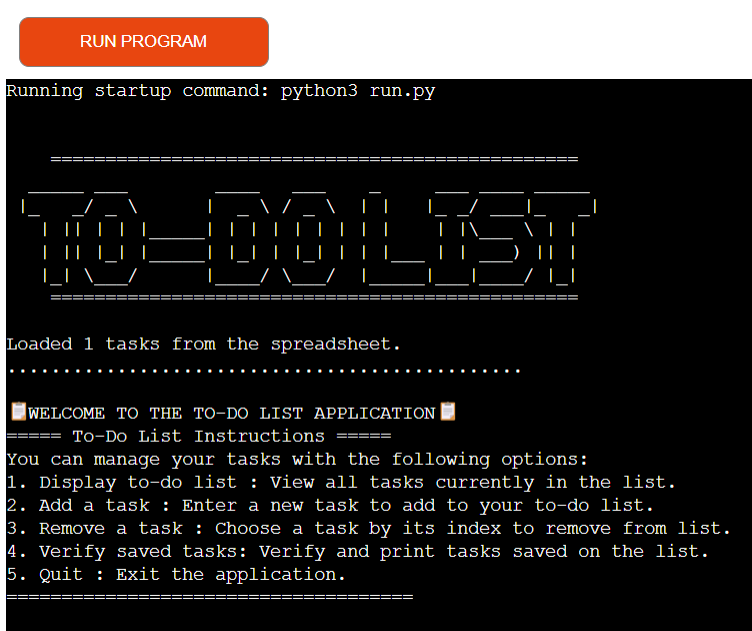 RUN PROGRAM
Running startup command: python3 run.py
================================================
TO-DO LIST
================================================
Loaded 1 tasks from the spreadsheet.
...............................................
📋WELCOME TO THE TO-DO LIST APPLICATION📋
===== To-Do List Instructions =====
You can manage your tasks with the following options:
1. Display to-do list : View all tasks currently in the list.
2. Add a task : Enter a new task to add to your to-do list.
3. Remove a task : Choose a task by its index to remove from list.
4. Verify saved tasks: Verify and print tasks saved on the list.
5. Quit : Exit the application.
=====================================